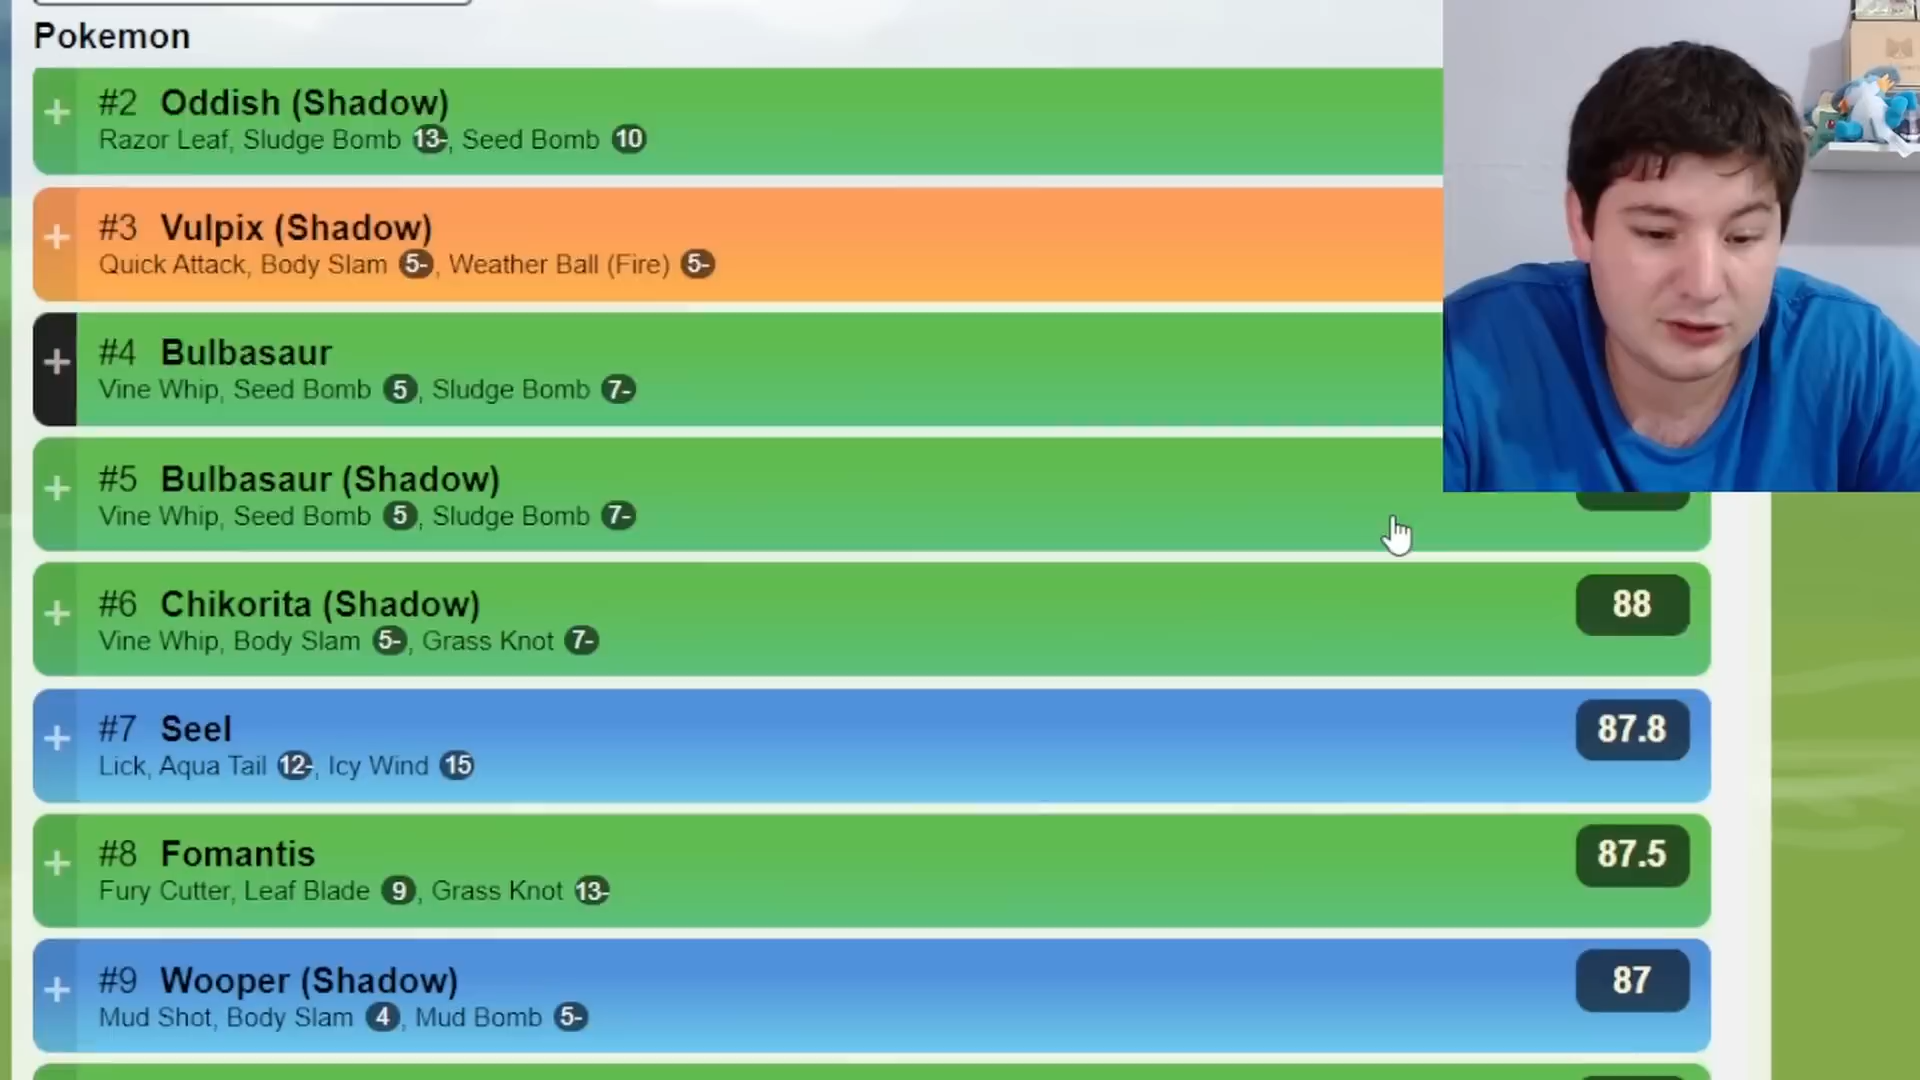 Pokemon
+ #2 Oddish (Shadow)
Razor Leaf, Sludge Bomb 13-, Seed Bomb 10
+ #3 Vulpix (Shadow)
Quick Attack, Body Slam 5-, Weather Ball (Fire) 5-
+ #4 Bulbasaur
Vine Whip, Seed Bomb 5, Sludge Bomb 7-
+ #5 Bulbasaur (Shadow)
Vine Whip, Seed Bomb 5, Sludge Bomb 7-
+ #6 Chikorita (Shadow) 88
Vine Whip, Body Slam 5-, Grass Knot 7-
+ #7 Seel 87.8
Lick, Aqua Tail 12-, Icy Wind 15
+ #8 Fomantis 87.5
Fury Cutter, Leaf Blade 9, Grass Knot 13-
+ #9 Wooper (Shadow) 87
Mud Shot, Body Slam 4, Mud Bomb 5-